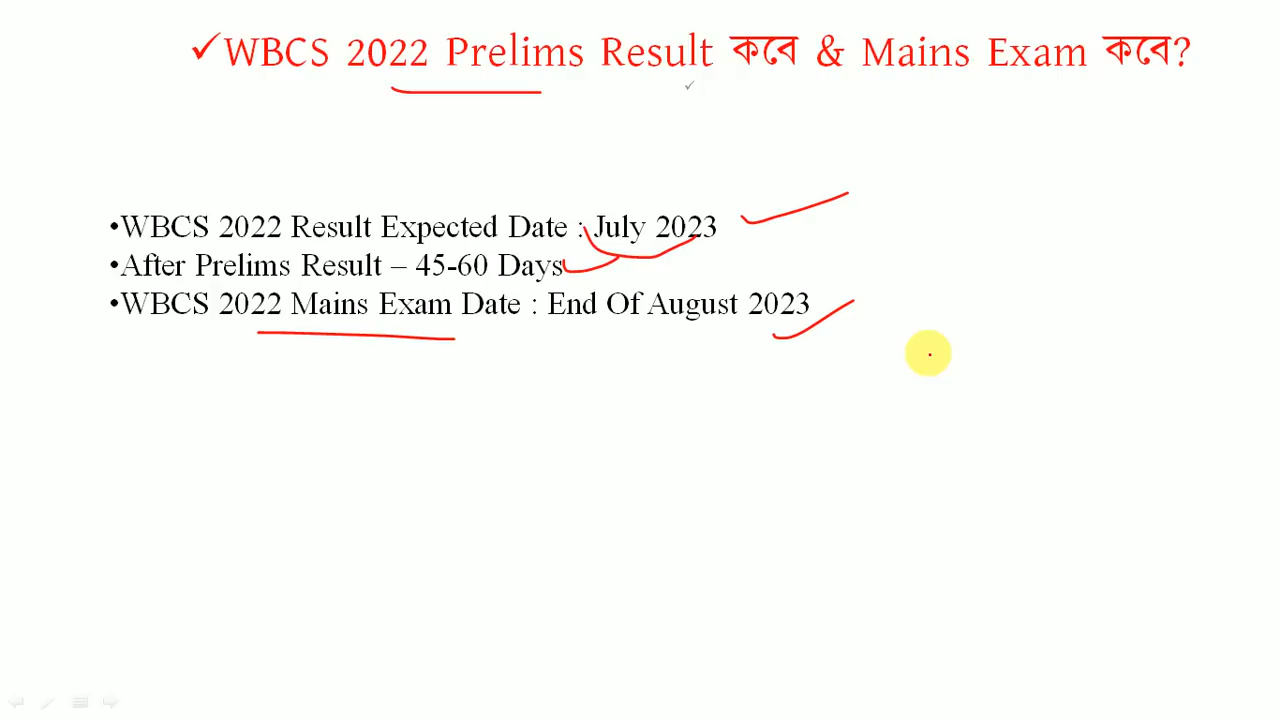 ✓WBCS 2022 Prelims Result কবে & Mains Exam কবে?
•WBCS 2022 Result Expected Date : July 2023
•After Prelims Result – 45-60 Days
•WBCS 2022 Mains Exam Date : End Of August 2023